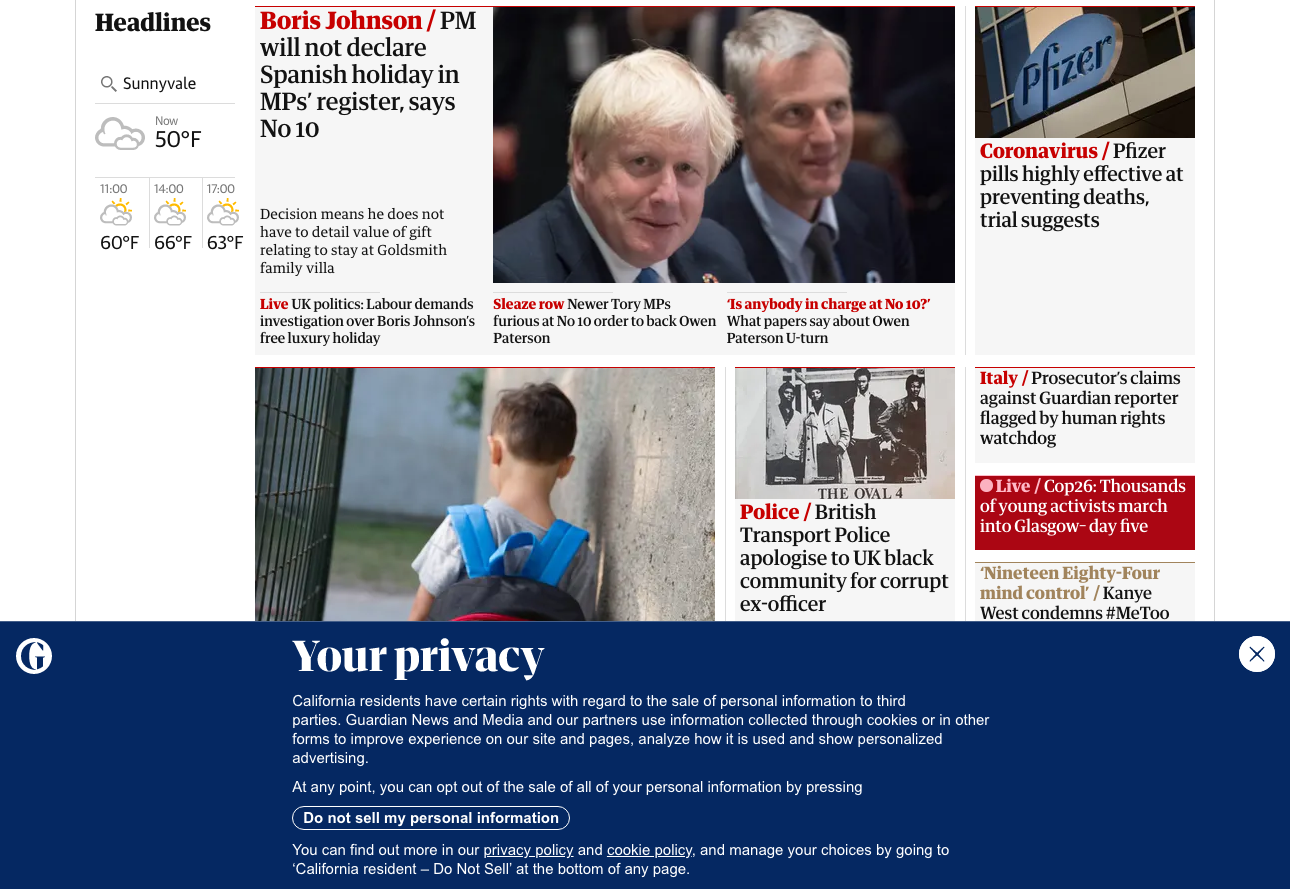 Headlines
Sunnyvale
Now
50°F
11:00
60°F
14:00
66°F
17:00
63°F
Boris Johnson / PM
will not declare
Spanish holiday in
MPs’ register, says
No 10
Decision means he does not
have to detail value of gift
relating to stay at Goldsmith
family villa
Live UK politics: Labour demands
investigation over Boris Johnson’s
free luxury holiday
Sleaze row Newer Tory MPs
furious at No 10 order to back Owen
Paterson
‘Is anybody in charge at No 10?’
What papers say about Owen
Paterson U-turn
Pfizer
Coronavirus / Pfizer
pills highly effective at
preventing deaths,
trial suggests
THE OVAL 4
Police / British
Transport Police
apologise to UK black
community for corrupt
ex-officer
Italy / Prosecutor’s claims
against Guardian reporter
flagged by human rights
watchdog
Live / Cop26: Thousands
of young activists march
into Glasgow– day five
‘Nineteen Eighty-Four
mind control’ / Kanye
West condemns #MeToo
Your privacy
California residents have certain rights with regard to the sale of personal information to third
parties. Guardian News and Media and our partners use information collected through cookies or in other
forms to improve experience on our site and pages, analyze how it is used and show personalized
advertising.
At any point, you can opt out of the sale of all of your personal information by pressing
Do not sell my personal information
You can find out more in our privacy policy and cookie policy, and manage your choices by going to
‘California resident – Do Not Sell’ at the bottom of any page.